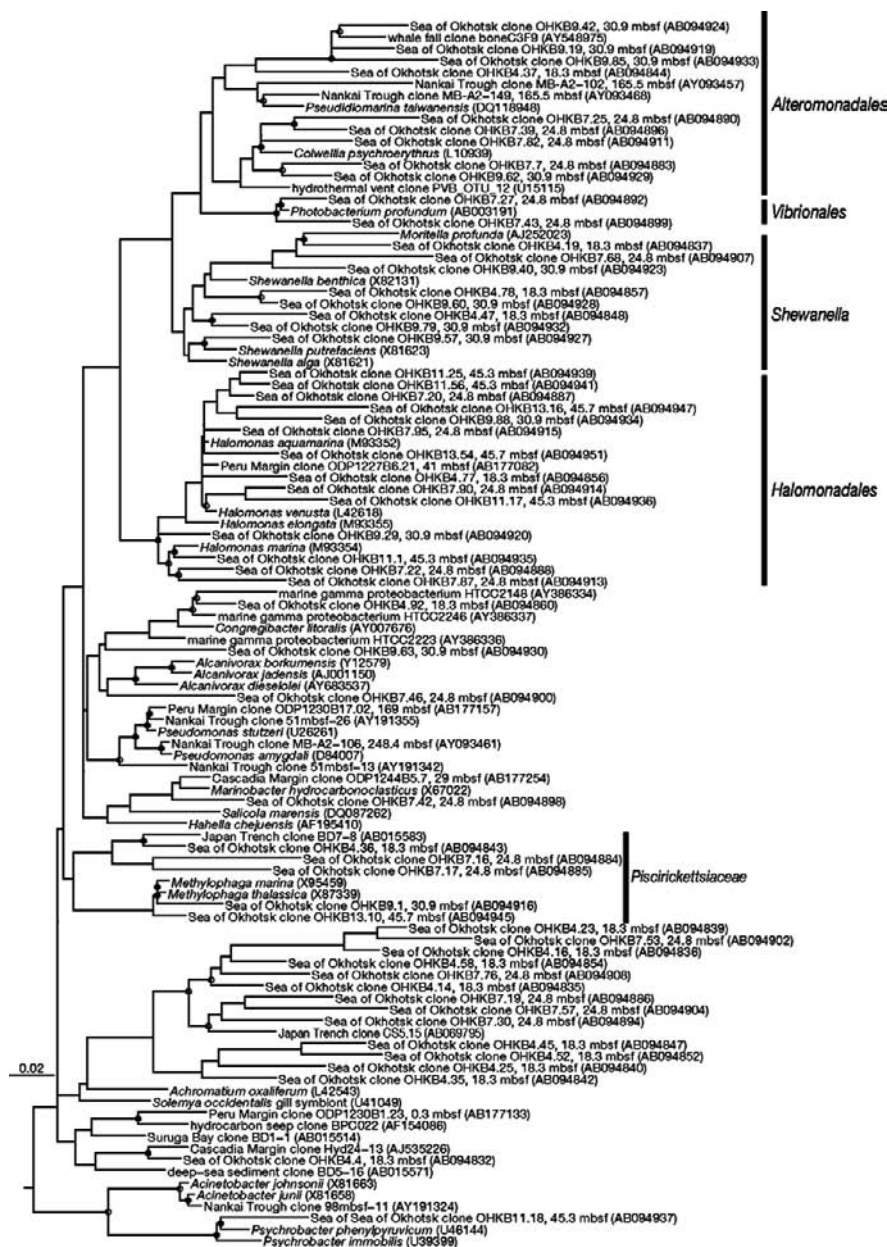 Sea of Okhotsk clone OHKB9.42, 30.9 mbsf (AB094924)
whale fall clone boneC3F9 (AY548975)
Sea of Okhotsk clone OHKB9.19, 30.9 mbsf (AB094919)
Sea of Okhotsk clone OHKB9.85, 30.9 mbsf (AB094933)
Sea of Okhotsk clone OHKB4.37, 18.3 mbsf (AB094844)
Nankai Trough clone MB-A2-102, 165.5 mbsf (AY093457)
Nankai Trough clone MB-A2-149, 165.5 mbsf (AY093468)
Pseudidiomarina taiwanensis (DQ118948)
Sea of Okhotsk clone OHKB7.25, 24.8 mbsf (AB094890)
Sea of Okhotsk clone OHKB7.39, 24.8 mbsf (AB094896)
Sea of Okhotsk clone OHKB7.82, 24.8 mbsf (AB094911)
Colwellia psychroerythrus (L10939)
Sea of Okhotsk clone OHKB7.7, 24.8 mbsf (AB094883)
Sea of Okhotsk clone OHKB9.62, 30.9 mbsf (AB094929)
hydrothermal vent clone PVB_OTU_12 (U15115)
Alteromonadales
Sea of Okhotsk clone OHKB7.27, 24.8 mbsf (AB094892)
Photobacterium profundum (AB003191)
Sea of Okhotsk clone OHKB7.43, 24.8 mbsf (AB094899)
Vibrionales
Moritella profunda (AJ252023)
Sea of Okhotsk clone OHKB4.19, 18.3 mbsf (AB094837)
Sea of Okhotsk clone OHKB7.68, 24.8 mbsf (AB094907)
Sea of Okhotsk clone OHKB9.40, 30.9 mbsf (AB094923)
Shewanella benthica (X82131)
Sea of Okhotsk clone OHKB4.78, 18.3 mbsf (AB094857)
Sea of Okhotsk clone OHKB9.60, 30.9 mbsf (AB094928)
Sea of Okhotsk clone OHKB4.47, 18.3 mbsf (AB094848)
Sea of Okhotsk clone OHKB9.79, 30.9 mbsf (AB094932)
Sea of Okhotsk clone OHKB9.57, 30.9 mbsf (AB094927)
Shewanella putrefaciens (X81623)
Shewanella alga (X81621)
Shewanella
Sea of Okhotsk clone OHKB11.25, 45.3 mbsf (AB094939)
Sea of Okhotsk clone OHKB11.56, 45.3 mbsf (AB094941)
Sea of Okhotsk clone OHKB7.20, 24.8 mbsf (AB094887)
Sea of Okhotsk clone OHKB13.16, 45.7 mbsf (AB094947)
Sea of Okhotsk clone OHKB9.88, 30.9 mbsf (AB094934)
Sea of Okhotsk clone OHKB7.95, 24.8 mbsf (AB094915)
Halomonas aquamarina (M93352)
Sea of Okhotsk clone OHKB13.54, 45.7 mbsf (AB094951)
Peru Margin clone ODP1227B6.21, 41 mbsf (AB177082)
Sea of Okhotsk clone OHKB4.77, 18.3 mbsf (AB094856)
Sea of Okhotsk clone OHKB7.90, 24.8 mbsf (AB094914)
Sea of Okhotsk clone OHKB11.17, 45.3 mbsf (AB094936)
Halomonas venusta (L42618)
Halomonas elongata (M93355)
Sea of Okhotsk clone OHKB9.29, 30.9 mbsf (AB094920)
Halomonas marina (M93354)
Sea of Okhotsk clone OHKB11.1, 45.3 mbsf (AB094935)
Sea of Okhotsk clone OHKB7.22, 24.8 mbsf (AB094888)
Sea of Okhotsk clone OHKB7.87, 24.8 mbsf (AB094913)
Halomonadales
marine gamma proteobacterium HTCC2148 (AY386334)
Sea of Okhotsk clone OHKB4.92, 18.3 mbsf (AB094860)
marine gamma proteobacterium HTCC2246 (AY386337)
Congregibacter litoralis (AY007676)
marine gamma proteobacterium HTCC2223 (AY386336)
Sea of Okhotsk clone OHKB9.63, 30.9 mbsf (AB094930)
Alcanivorax borkumensis (Y12579)
Alcanivorax jadensis (AJ001150)
Alcanivorax dieselolei (AY683537)
Sea of Okhotsk clone OHKB7.46, 24.8 mbsf (AB094900)
Peru Margin clone ODP1230B17.02, 169 mbsf (AB177157)
Nankai Trough clone 51mbsf-26 (AY191355)
Pseudomonas stutzeri (U26261)
Nankai Trough clone MB-A2-106, 248.4 mbsf (AY093461)
Pseudomonas amygdali (D84007)
Nankai Trough clone 51mbsf-13 (AY191342)
Cascadia Margin clone ODP1244B5.7, 29 mbsf (AB177254)
Marinobacter hydrocarbonoclasticus (X67022)
Sea of Okhotsk clone OHKB7.42, 24.8 mbsf (AB094898)
Salicola marensis (DQ087262)
Hahella chejuensis (AF195410)
Japan Trench clone BD7-8 (AB015583)
Sea of Okhotsk clone OHKB4.36, 18.3 mbsf (AB094843)
Sea of Okhotsk clone OHKB7.16, 24.8 mbsf (AB094884)
Sea of Okhotsk clone OHKB7.17, 24.8 mbsf (AB094885)
Methylophaga marina (X95459)
Methylophaga thalassica (X87339)
Sea of Okhotsk clone OHKB9.1, 30.9 mbsf (AB094916)
Sea of Okhotsk clone OHKB13.10, 45.7 mbsf (AB094945)
Piscirickettsiaceae
Sea of Okhotsk clone OHKB4.23, 18.3 mbsf (AB094839)
Sea of Okhotsk clone OHKB7.53, 24.8 mbsf (AB094902)
Sea of Okhotsk clone OHKB4.16, 18.3 mbsf (AB094836)
Sea of Okhotsk clone OHKB4.58, 18.3 mbsf (AB094854)
Sea of Okhotsk clone OHKB7.76, 24.8 mbsf (AB094908)
Sea of Okhotsk clone OHKB4.14, 18.3 mbsf (AB094835)
Sea of Okhotsk clone OHKB7.19, 24.8 mbsf (AB094886)
Sea of Okhotsk clone OHKB7.57, 24.8 mbsf (AB094904)
Sea of Okhotsk clone OHKB7.30, 24.8 mbsf (AB094894)
Japan Trench clone CS5.15 (AB069795)
Sea of Okhotsk clone OHKB4.45, 18.3 mbsf (AB094847)
Sea of Okhotsk clone OHKB4.52, 18.3 mbsf (AB094852)
Sea of Okhotsk clone OHKB4.25, 18.3 mbsf (AB094840)
Sea of Okhotsk clone OHKB4.35, 18.3 mbsf (AB094842)
0.02
Achromatium oxaliferum (L42543)
Solemya occidentalis gill symbiont (U41049)
Peru Margin clone ODP1230B1.23, 0.3 mbsf (AB177133)
hydrocarbon seep clone BPC022 (AF154086)
Suruga Bay clone BD1-1 (AB015514)
Cascadia Margin clone Hyd24-13 (AJ535226)
Sea of Okhotsk clone OHKB4.4, 18.3 mbsf (AB094832)
deep-sea sediment clone BD5-16 (AB015571)
Acinetobacter johnsonii (X81663)
Acinetobacter junii (X81658)
Nankai Trough clone 98mbsf-11 (AY191324)
Sea of Sea of Okhotsk clone OHKB11.18, 45.3 mbsf (AB094937)
Psychrobacter phenylpyruvicum (U46144)
Psychrobacter immobilis (U39399)